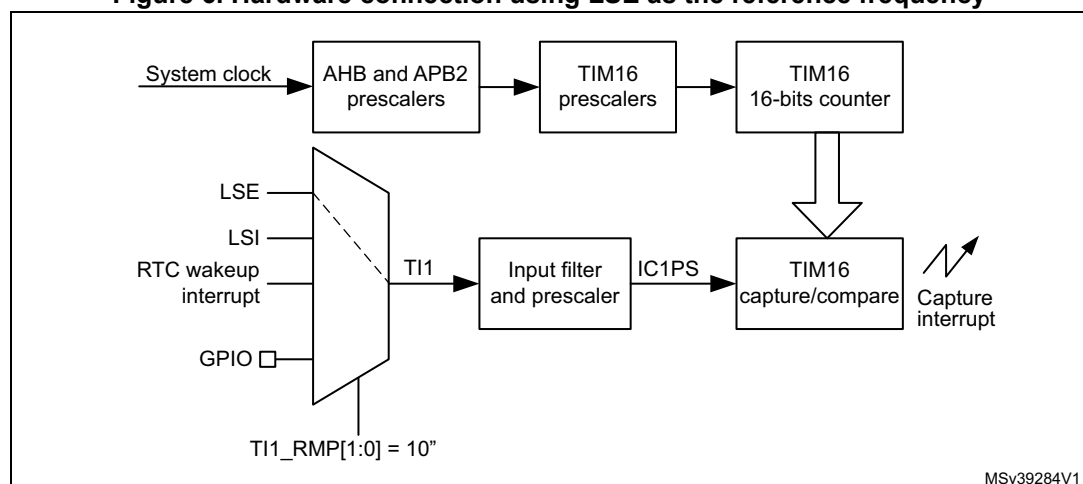 Figure 6. Hardware connection using LSE as the reference frequency
System clock
AHB and APB2
prescalers
TIM16
prescalers
TIM16
16-bits counter
LSE
LSI
RTC wakeup
interrupt
GPIO
TI1
Input filter
and prescaler
IC1PS
TIM16
capture/compare
Capture
interrupt
TI1_RMP[1:0] = 10”
MSv39284V1